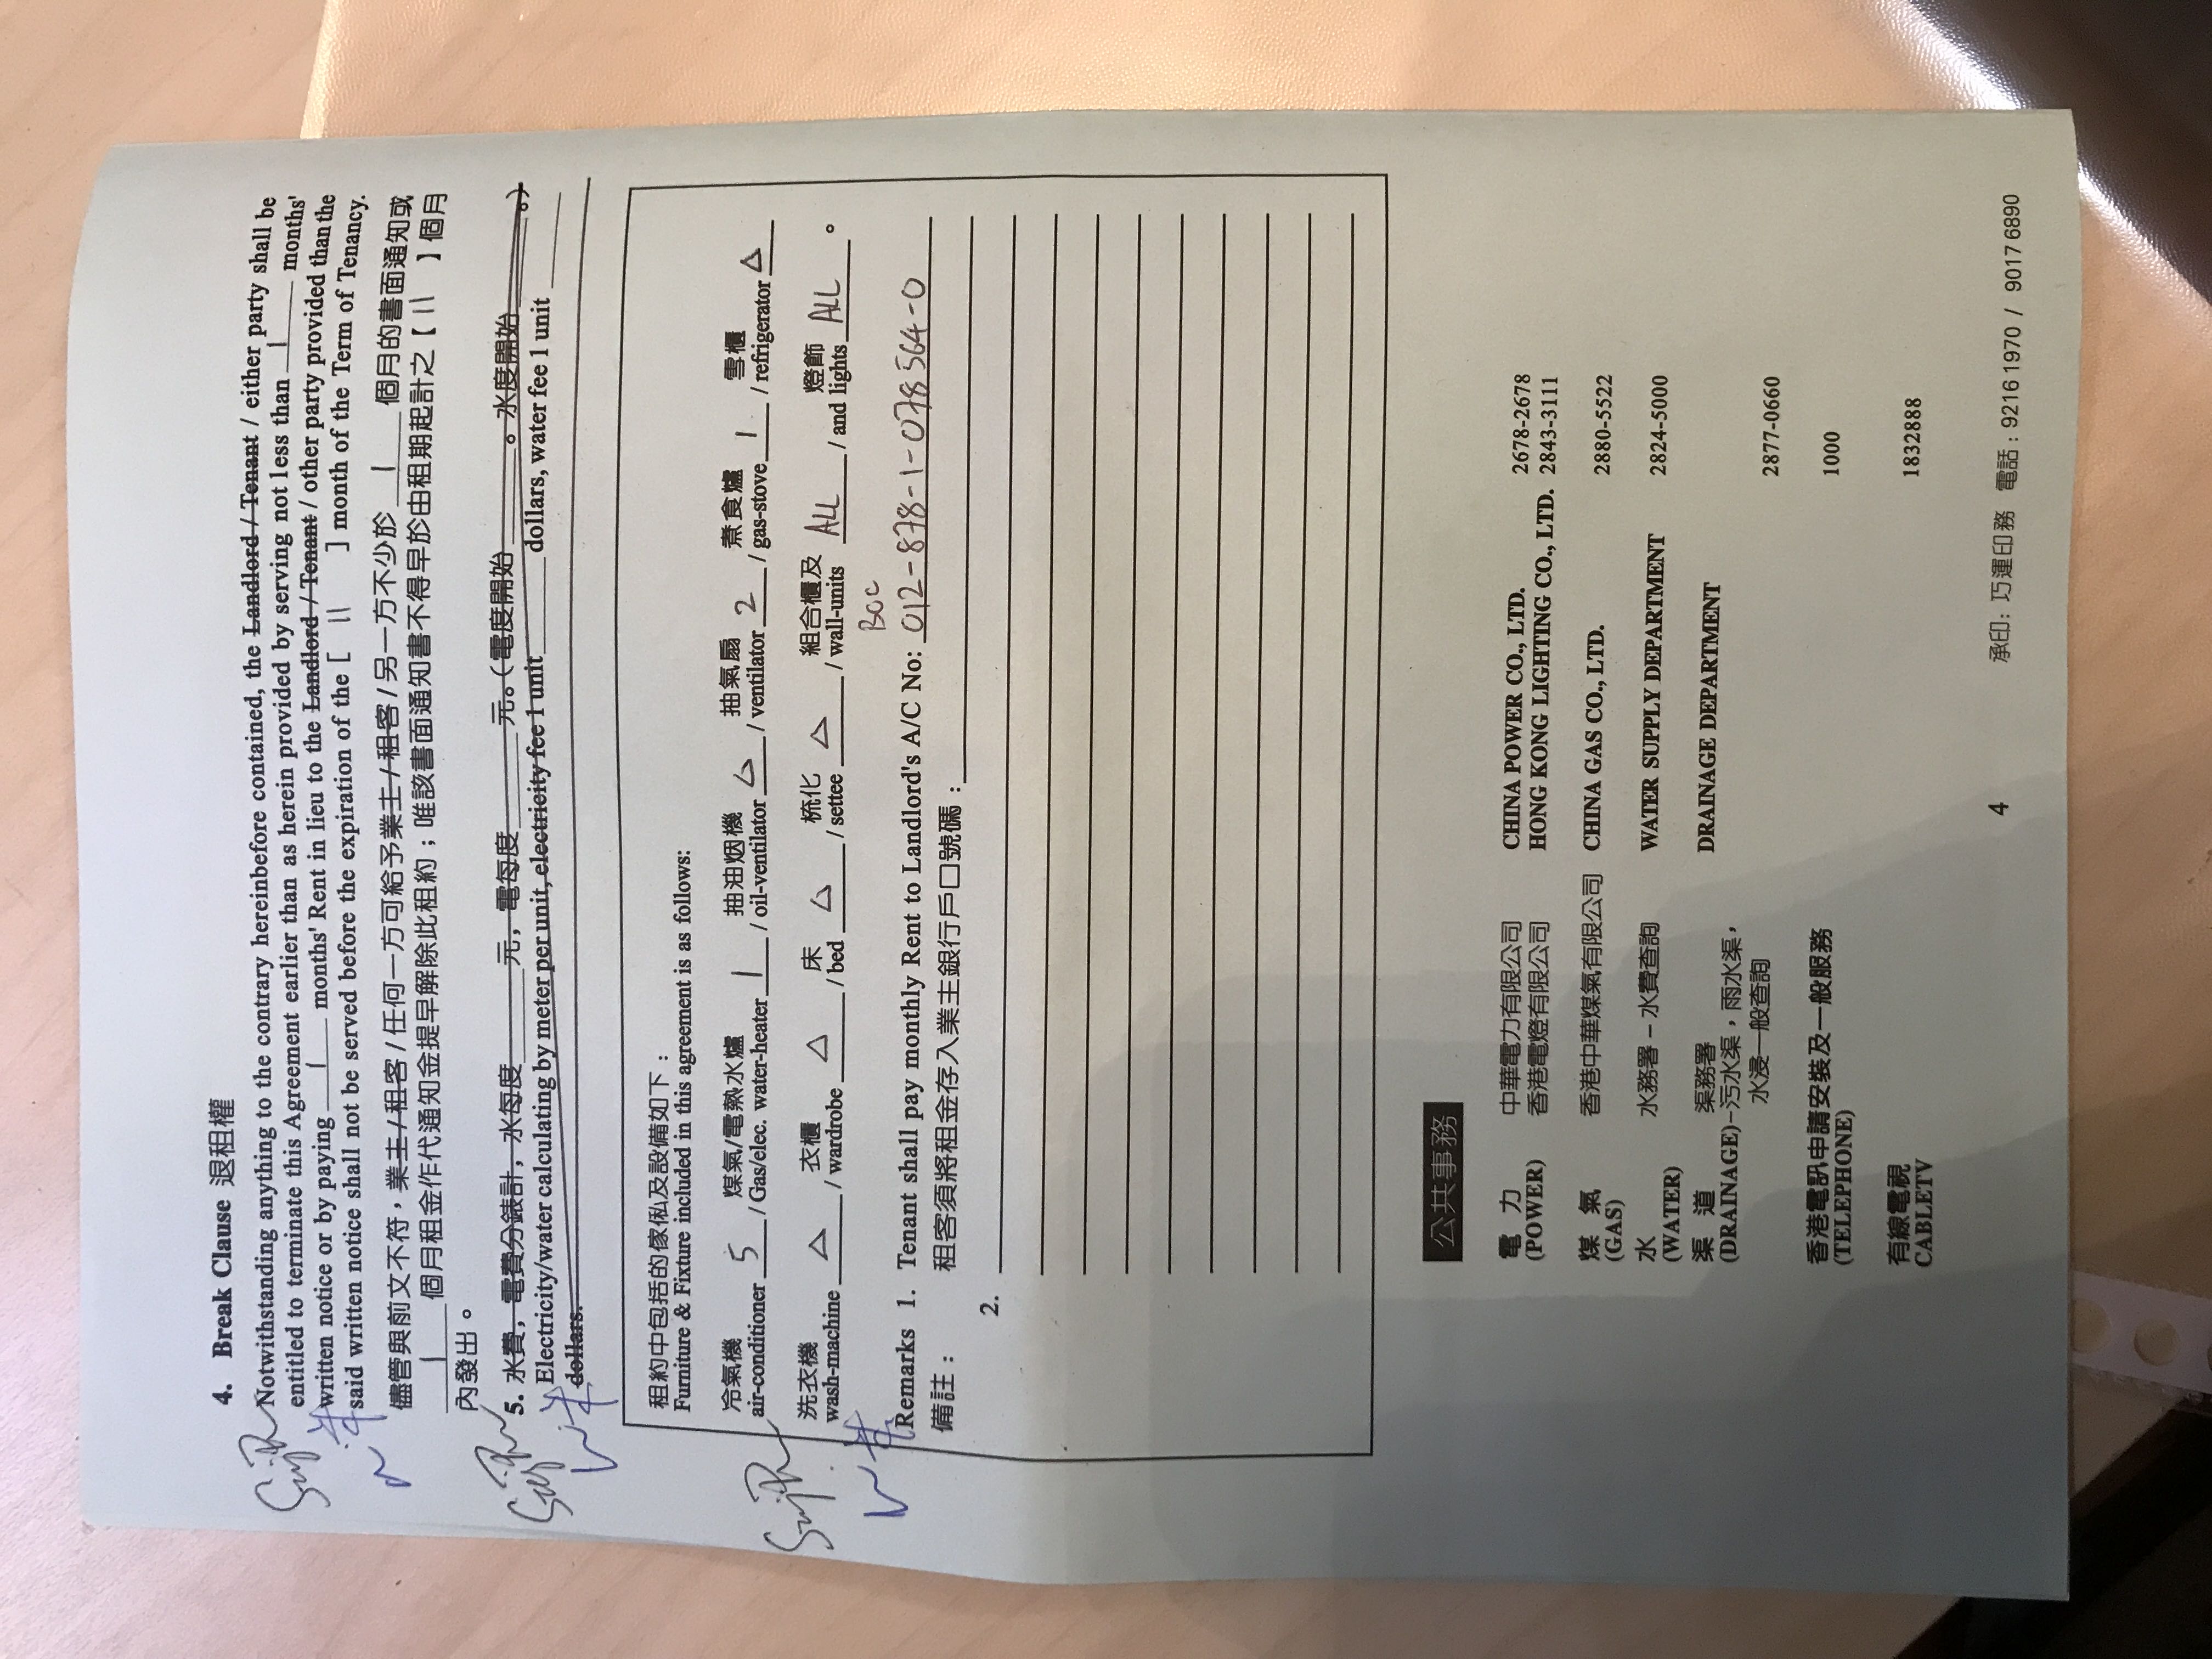 4. Break Clause 退租權
Notwithstanding anything to the contrary hereinbefore contained, the Landlord / Tenant / either party shall be
entitled to terminate this Agreement earlier than as herein provided by serving not less than 1 months'
written notice or by paying 1 months' Rent in lieu to the Landlord / Tenant / other party provided than the
said written notice shall not be served before the expiration of the [ 11 ] month of the Term of Tenancy.
儘管與前文不符，業主/租客/任何一方可給予業主/租客/另一方不少於 1 個月的書面通知或
1 個月租金作代通知金提早解除此租約；唯該書面通知書不得早於由租期起計之【 11 】個月
內發出。
5. 水費，電費分錶計，水每度 元，電每度 元。(電度開始 。水度開始 。)
Electricity/water calculating by meter per unit, electricity fee 1 unit dollars, water fee 1 unit
dollars.
租約中包括的傢俬及設備如下：
Furniture & Fixture included in this agreement is as follows:
冷氣機 煤氣/電熱水爐 抽油烟機 抽氣扇 煮食爐 雪櫃
air-conditioner 5 / Gas/elec. water-heater 1 / oil-ventilator △ / ventilator 2 / gas-stove 1 / refrigerator △
洗衣機 衣櫃 床 梳化 組合櫃及 燈飾
wash-machine △ / wardrobe △ / bed △ / settee △ / wall-units ALL / and lights ALL 。
BOC
Remarks 1. Tenant shall pay monthly Rent to Landlord's A/C No: 012-878-1-078564-0
備註： 租客須將租金存入業主銀行戶口號碼：
2.
公共事務
電力 中華電力有限公司 CHINA POWER CO., LTD. 2678-2678
(POWER) 香港電燈有限公司 HONG KONG LIGHTING CO., LTD. 2843-3111
煤氣 香港中華煤氣有限公司 CHINA GAS CO., LTD. 2880-5522
(GAS)
水 水務署－水費查詢 WATER SUPPLY DEPARTMENT 2824-5000
(WATER)
渠道 渠務署 DRAINAGE DEPARTMENT
(DRAINAGE)－污水渠，雨水渠，
水浸一般查詢 2877-0660
香港電訊申請安裝及一般服務 1000
(TELEPHONE)
有線電視 1832888
CABLETV
4 承印: 巧運印務 電話：92161970 / 90176890